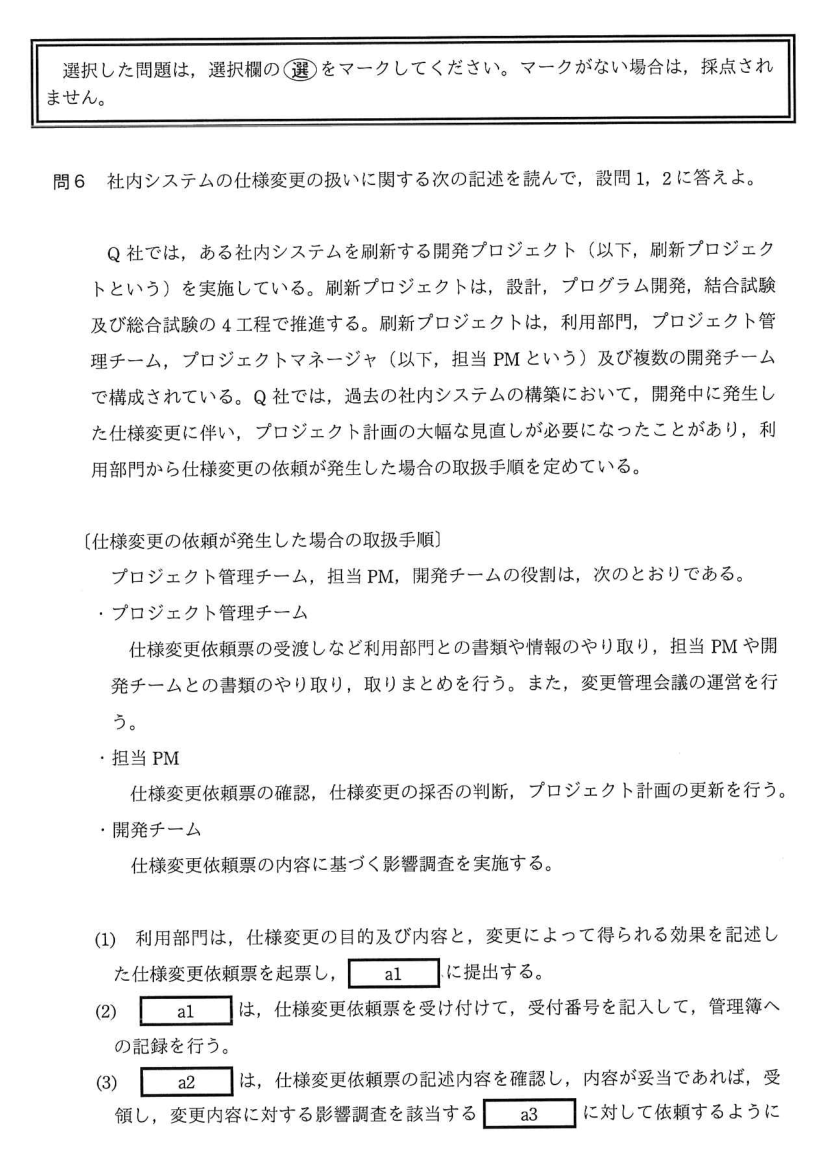 選択した問題は，選択欄の㊤をマークしてください。マークがない場合は，採点され
ません。
問６　社内システムの仕様変更の扱いに関する次の記述を読んで，設問 1，2 に答えよ。
Q 社では，ある社内システムを刷新する開発プロジェクト（以下，刷新プロジェク
トという）を実施している。刷新プロジェクトは，設計，プログラム開発，結合試験
及び総合試験の 4 工程で推進する。刷新プロジェクトは，利用部門，プロジェクト管
理チーム，プロジェクトマネージャ（以下，担当 PM という）及び複数の開発チーム
で構成されている。Q 社では，過去の社内システムの構築において，開発中に発生し
た仕様変更に伴い，プロジェクト計画の大幅な見直しが必要になったことがあり，利
用部門から仕様変更の依頼が発生した場合の取扱手順を定めている。
〔仕様変更の依頼が発生した場合の取扱手順〕
プロジェクト管理チーム，担当 PM，開発チームの役割は，次のとおりである。
・プロジェクト管理チーム
仕様変更依頼票の受渡しなど利用部門との書類や情報のやり取り，担当 PM や開
発チームとの書類のやり取り，取りまとめを行う。また，変更管理会議の運営を行
う。
・担当 PM
仕様変更依頼票の確認，仕様変更の採否の判断，プロジェクト計画の更新を行う。
・開発チーム
仕様変更依頼票の内容に基づく影響調査を実施する。
(1)　利用部門は，仕様変更の目的及び内容と，変更によって得られる効果を記述し
た仕様変更依頼票を起票し， a1 に提出する。
(2)　 a1 は，仕様変更依頼票を受け付けて，受付番号を記入して，管理簿へ
の記録を行う。
(3)　 a2 は，仕様変更依頼票の記述内容を確認し，内容が妥当であれば，受
領し，変更内容に対する影響調査を該当する a3 に対して依頼するように